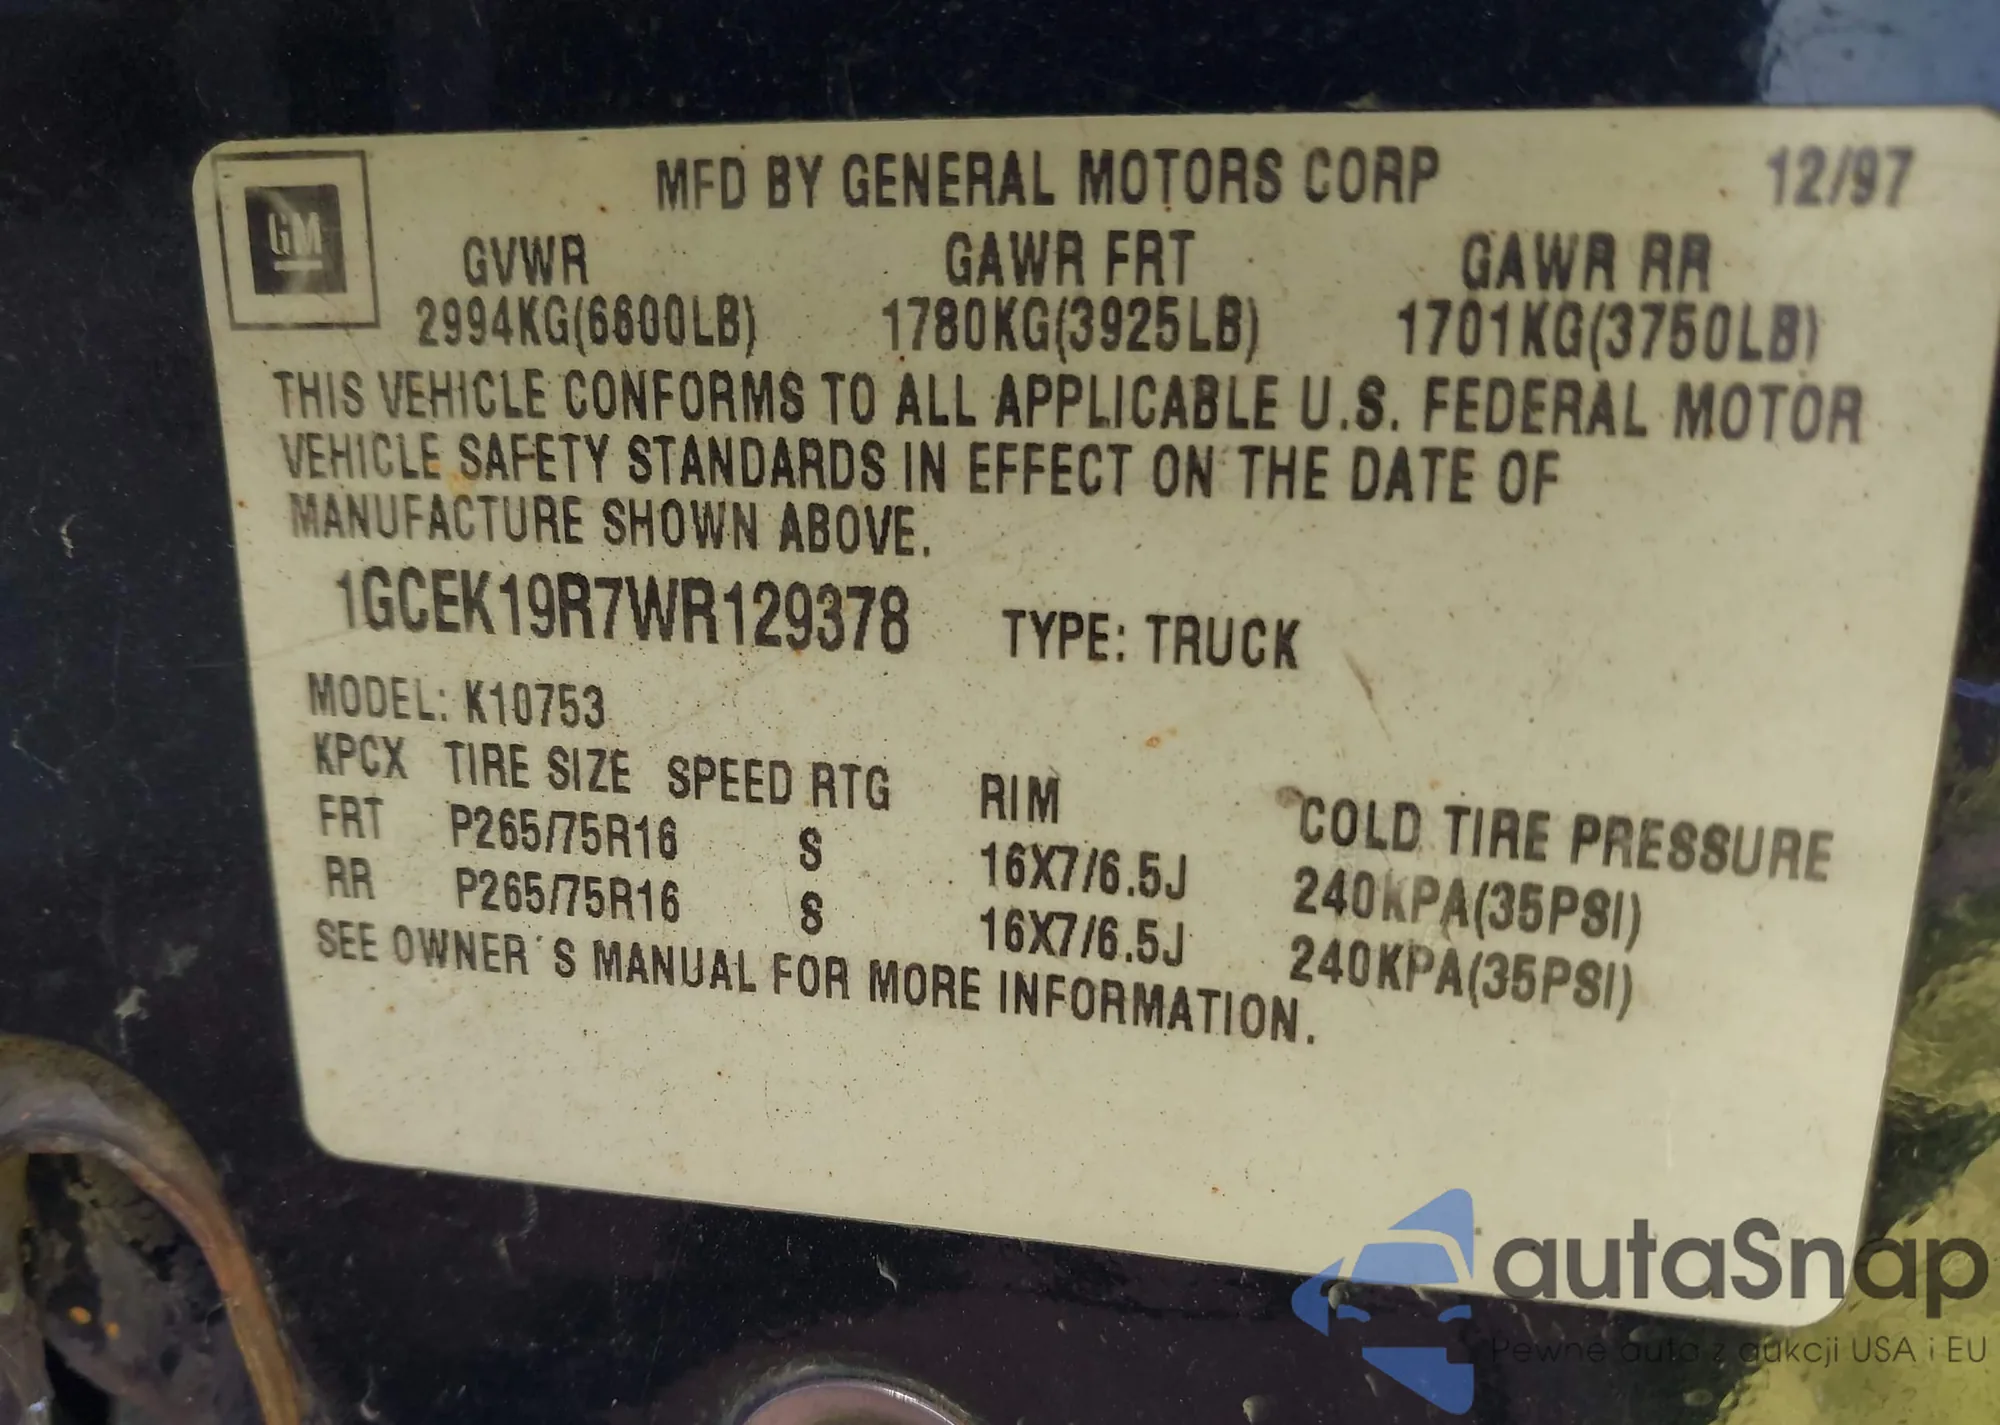 GM
MFD BY GENERAL MOTORS CORP 12/97
GVWR GAWR FRT GAWR RR
2994KG(6600LB) 1780KG(3925LB) 1701KG(3750LB)
THIS VEHICLE CONFORMS TO ALL APPLICABLE U.S. FEDERAL MOTOR
VEHICLE SAFETY STANDARDS IN EFFECT ON THE DATE OF
MANUFACTURE SHOWN ABOVE.
1GCEK19R7WR129378 TYPE: TRUCK
MODEL: K10753
KPCX TIRE SIZE SPEED RTG RIM COLD TIRE PRESSURE
FRT P265/75R16 S 16X7/6.5J 240KPA(35PSI)
RR P265/75R16 S 16X7/6.5J 240KPA(35PSI)
SEE OWNER'S MANUAL FOR MORE INFORMATION.
autaSnap
Pewne auta z aukcji USA i EU